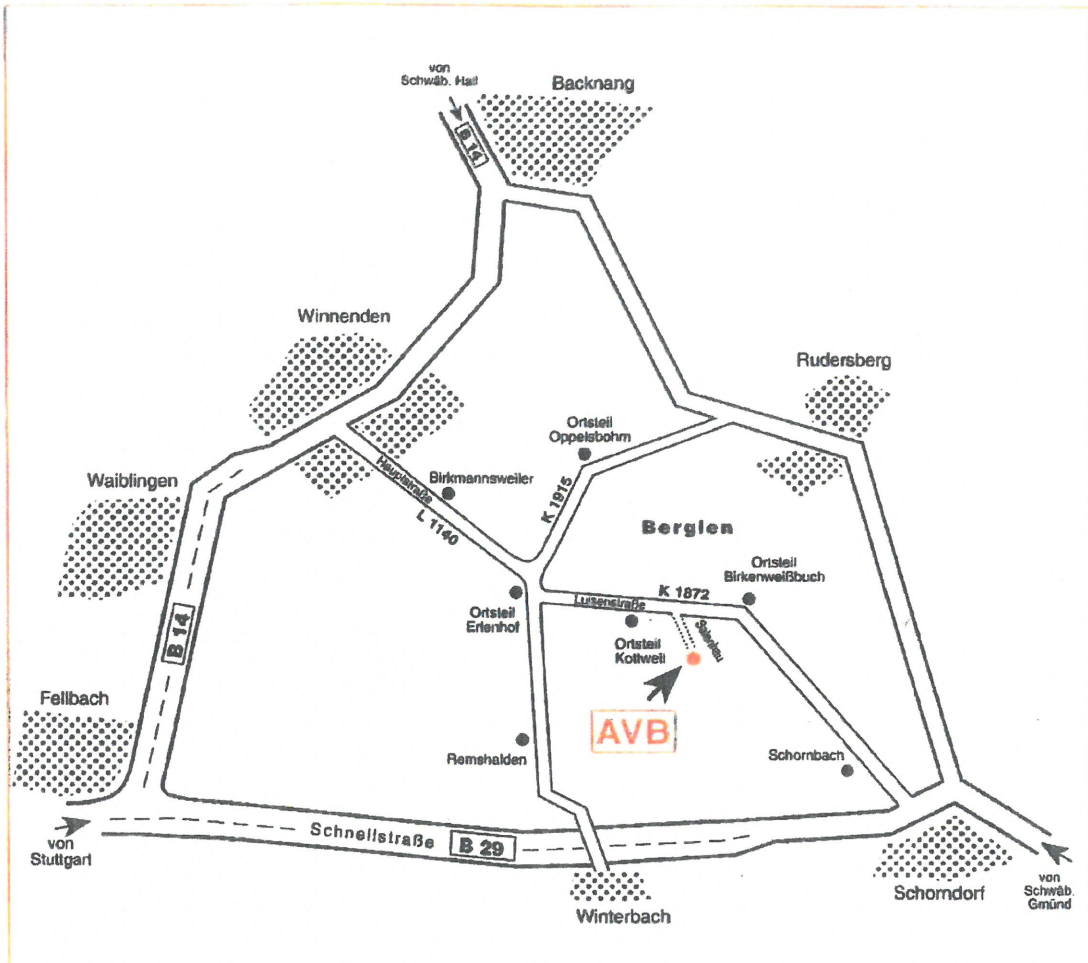 von
Schwäb. Hall
Backnang
B 14
Winnenden
Rudersberg
Ortsteil
Oppelsbohm
Waiblingen
Hauptstraße
Birkmannsweiler
K 1915
L 1140
Berglen
Ortsteil
Birkenweißbuch
K 1872
Luisenstraße
Ortsteil
Erlenhof
Ortsteil
Kottweil
B 14
Fellbach
AVB
Remshalden
Schornbach
von
Stuttgart
Schnellstraße
B 29
Schorndorf
von
Schwäb.
Gmünd
Winterbach